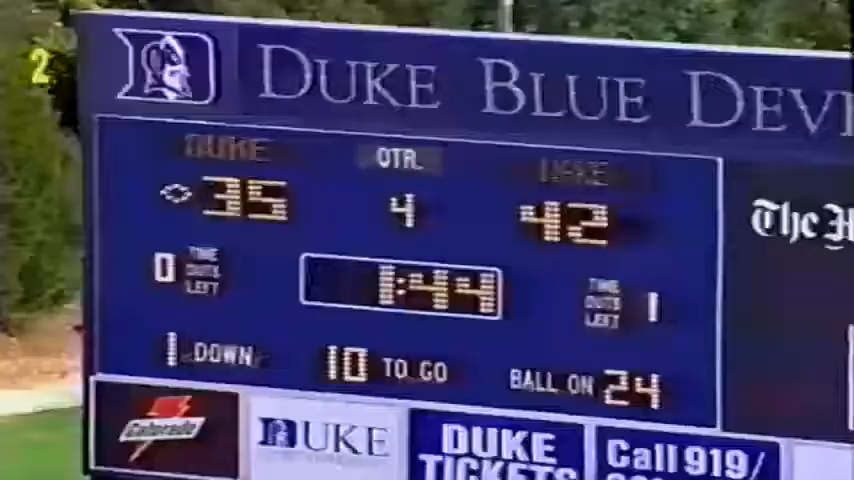 2
DUKE BLUE DEVI
DUKE QTR. WAKE
35 4 42
0 TIME OUTS LEFT 1:44 TIME OUTS LEFT 1
1 DOWN 10 TO GO BALL ON 24
The
Gatorade
DUKE
DUKE TICKETS
Call 919/